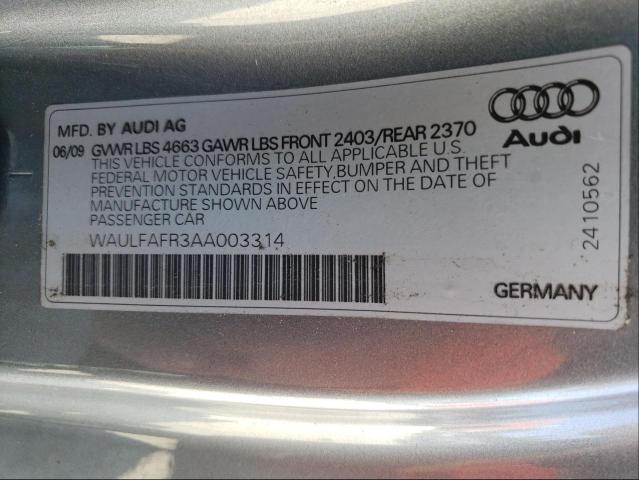 MFD. BY AUDI AG
06/09 GVWR LBS 4663 GAWR LBS FRONT 2403/REAR 2370
THIS VEHICLE CONFORMS TO ALL APPLICABLE U.S.
FEDERAL MOTOR VEHICLE SAFETY,BUMPER AND THEFT
PREVENTION STANDARDS IN EFFECT ON THE DATE OF
MANUFACTURE SHOWN ABOVE
PASSENGER CAR
WAULFAFR3AA003314
Audi
2410562
GERMANY